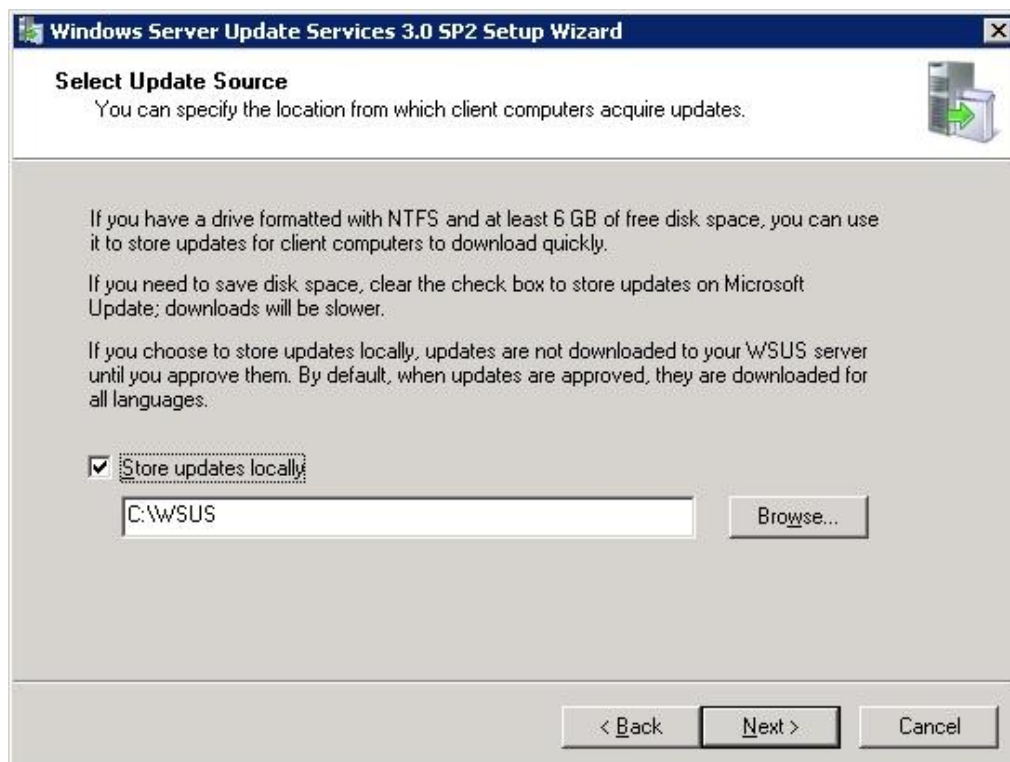 Windows Server Update Services 3.0 SP2 Setup Wizard
Select Update Source
You can specify the location from which client computers acquire updates.
If you have a drive formatted with NTFS and at least 6 GB of free disk space, you can use
it to store updates for client computers to download quickly.
If you need to save disk space, clear the check box to store updates on Microsoft
Update; downloads will be slower.
If you choose to store updates locally, updates are not downloaded to your WSUS server
until you approve them. By default, when updates are approved, they are downloaded for
all languages.
Store updates locally
C:\WSUS
Browse...
< Back
Next >
Cancel